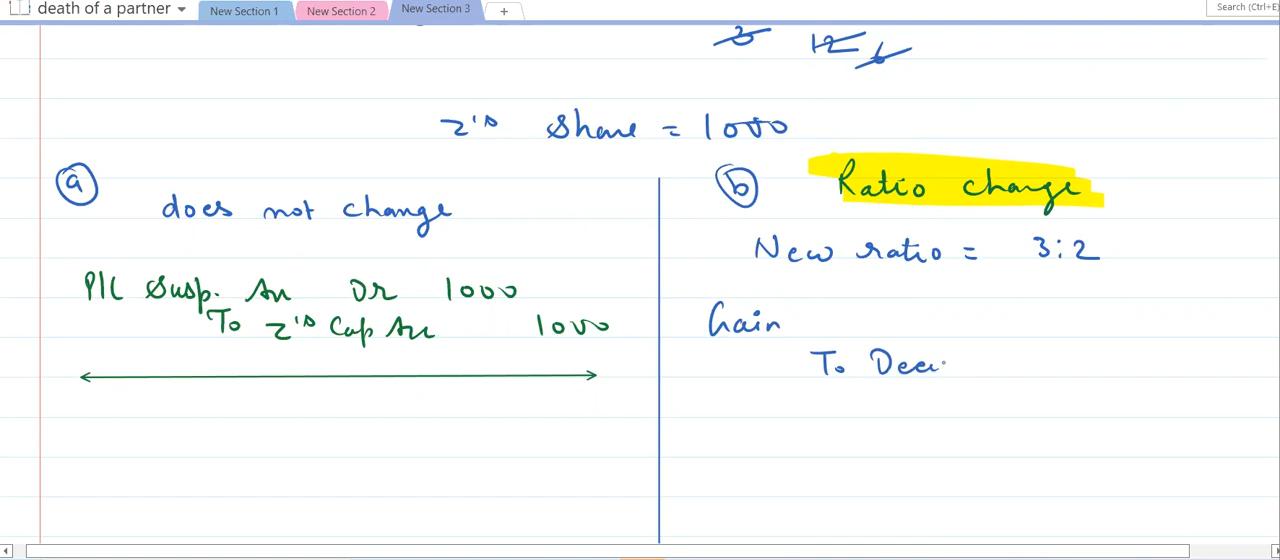 death of a partner New Section 1 New Section 2 New Section 3 +
Search (Ctrl+E)
3 12 6
Z's Share = 1000
a does not change
P/L Susp. A/c Dr 1000
To Z's Cap A/c 1000
b Ratio change
New ratio = 3:2
Gain
To Dece